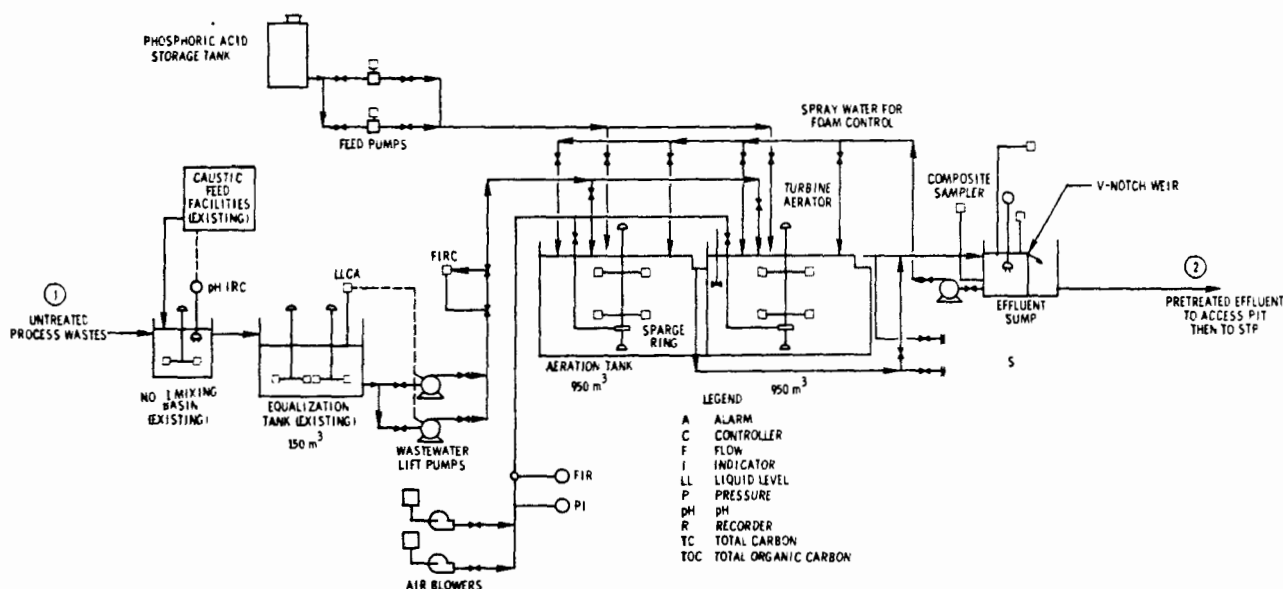 PHOSPHORIC ACID
STORAGE TANK
FEED PUMPS
SPRAY WATER FOR
FOAM CONTROL
CAUSTIC
FEED
FACILITIES
(EXISTING)
pH IRC
LLCA
FIRC
TURBINE
AERATOR
COMPOSITE
SAMPLER
V-NOTCH WEIR
1
UNTREATED
PROCESS WASTES
NO 1 MIXING
BASIN
(EXISTING)
EQUALIZATION
TANK (EXISTING)
150 m3
WASTEWATER
LIFT PUMPS
SPARGE
RING
AERATION TANK
950 m3
950 m3
EFFLUENT
SUMP
S
2
PRETREATED EFFLUENT
TO ACCESS PIT
THEN TO STP
FIR
PI
AIR BLOWERS
LEGEND
A ALARM
C CONTROLLER
F FLOW
I INDICATOR
LL LIQUID LEVEL
P PRESSURE
pH pH
R RECORDER
TC TOTAL CARBON
TOC TOTAL ORGANIC CARBON